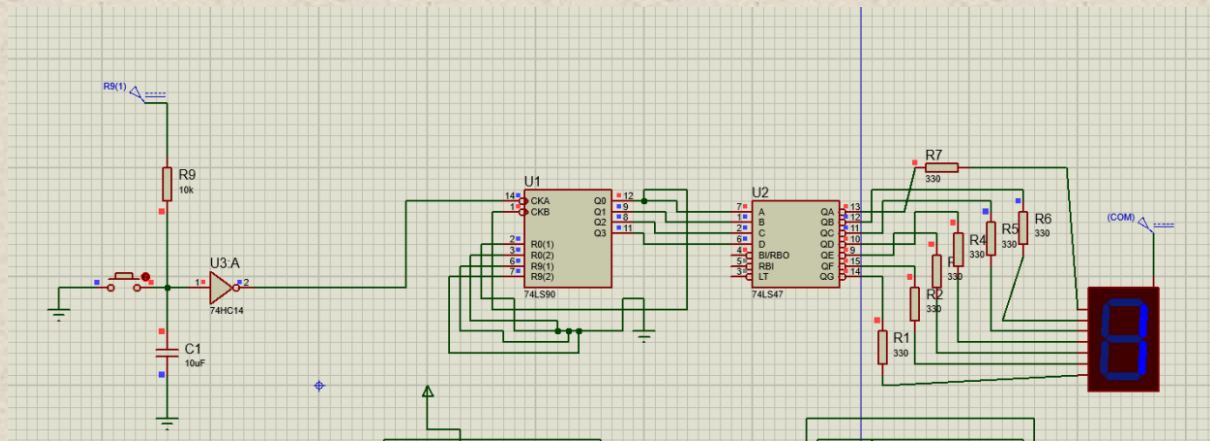 R9(1)
R9
10k
U3:A
1
2
74HC14
C1
10uF
U1
14
CKA
Q0
12
1
CKB
Q1
9
Q2
8
Q3
11
2
R0(1)
3
R0(2)
6
R9(1)
7
R9(2)
74LS90
U2
7
A
QA
13
1
B
QB
12
2
C
QC
11
6
D
QD
10
4
BI/RBO
QE
9
5
RBI
QF
15
3
LT
QG
14
74LS47
R7
330
R6
330
R5
330
R4
330
R2
330
R1
330
(COM)